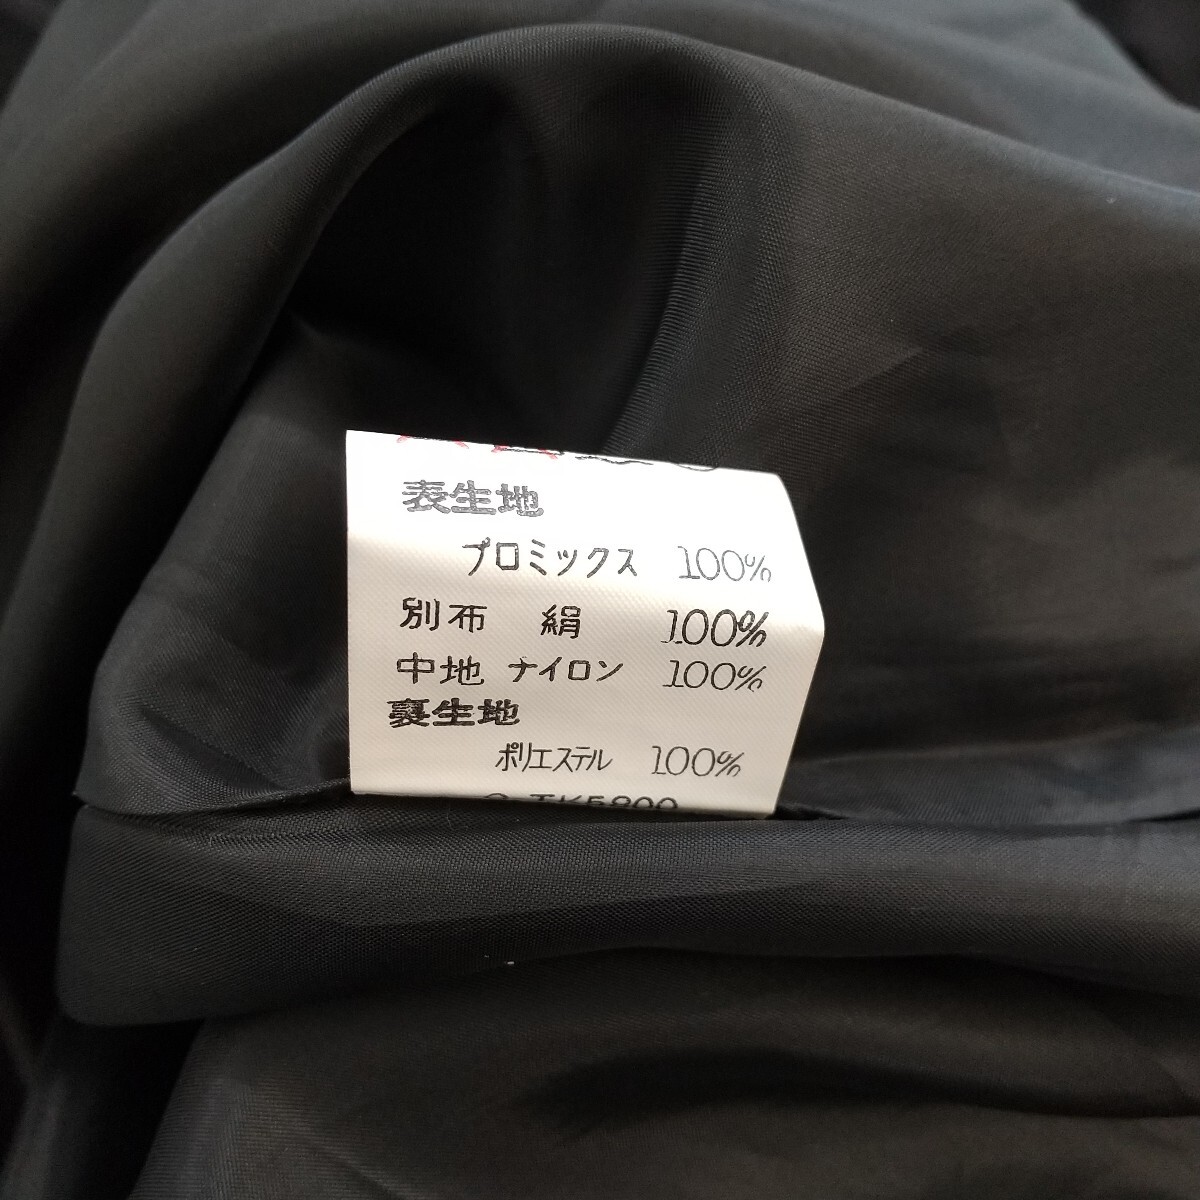 表生地
プロミックス 100%
別布 絹 100%
中地 ナイロン 100%
裏生地
ポリエステル 100%